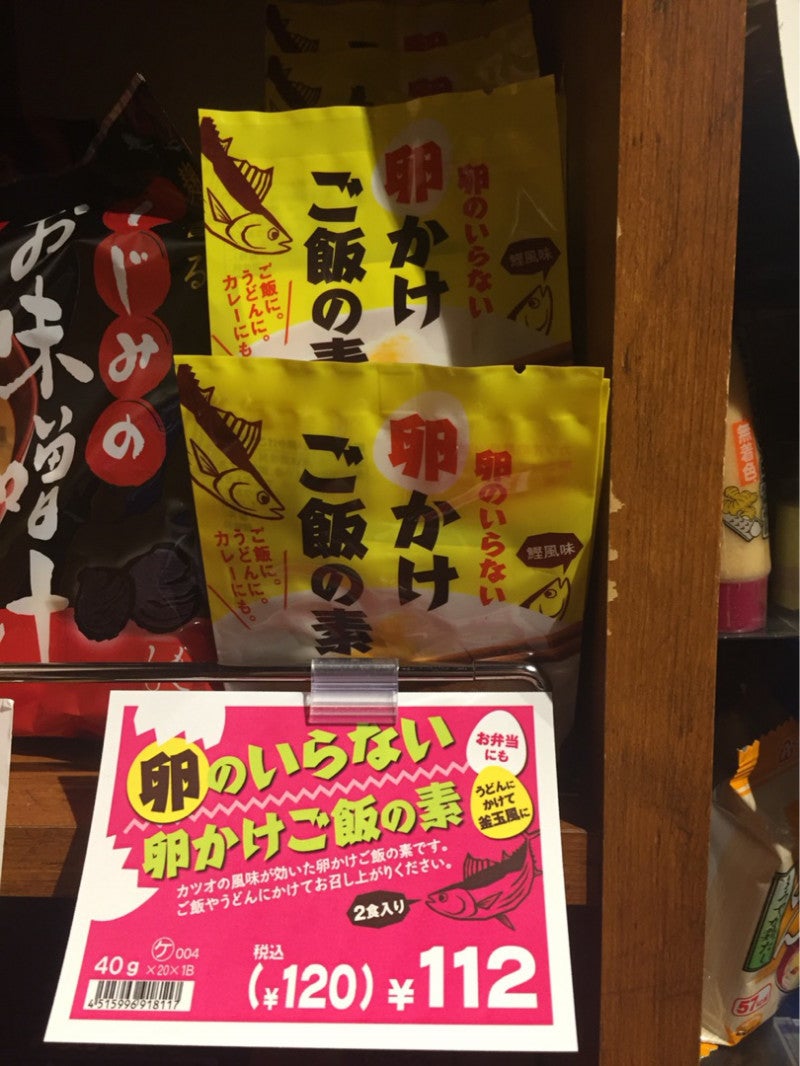 卵のいらない
卵かけ
ご飯の素
鰹風味
ご飯に。
うどんに。
カレーにも
卵のいらない
卵かけ
ご飯の素
鰹風味
ご飯に。
うどんに。
カレーにも。
しじみの
お味噌汁
無着色
卵のいらない
卵かけご飯の素
お弁当
にも
うどんに
かけて
釜玉風に
カツオの風味が効いた卵かけご飯の素です。
ご飯やうどんにかけてお召し上がりください。
2食入り
ケ004
40g ×20×1B
4515996918117
税込
(¥120) ¥112